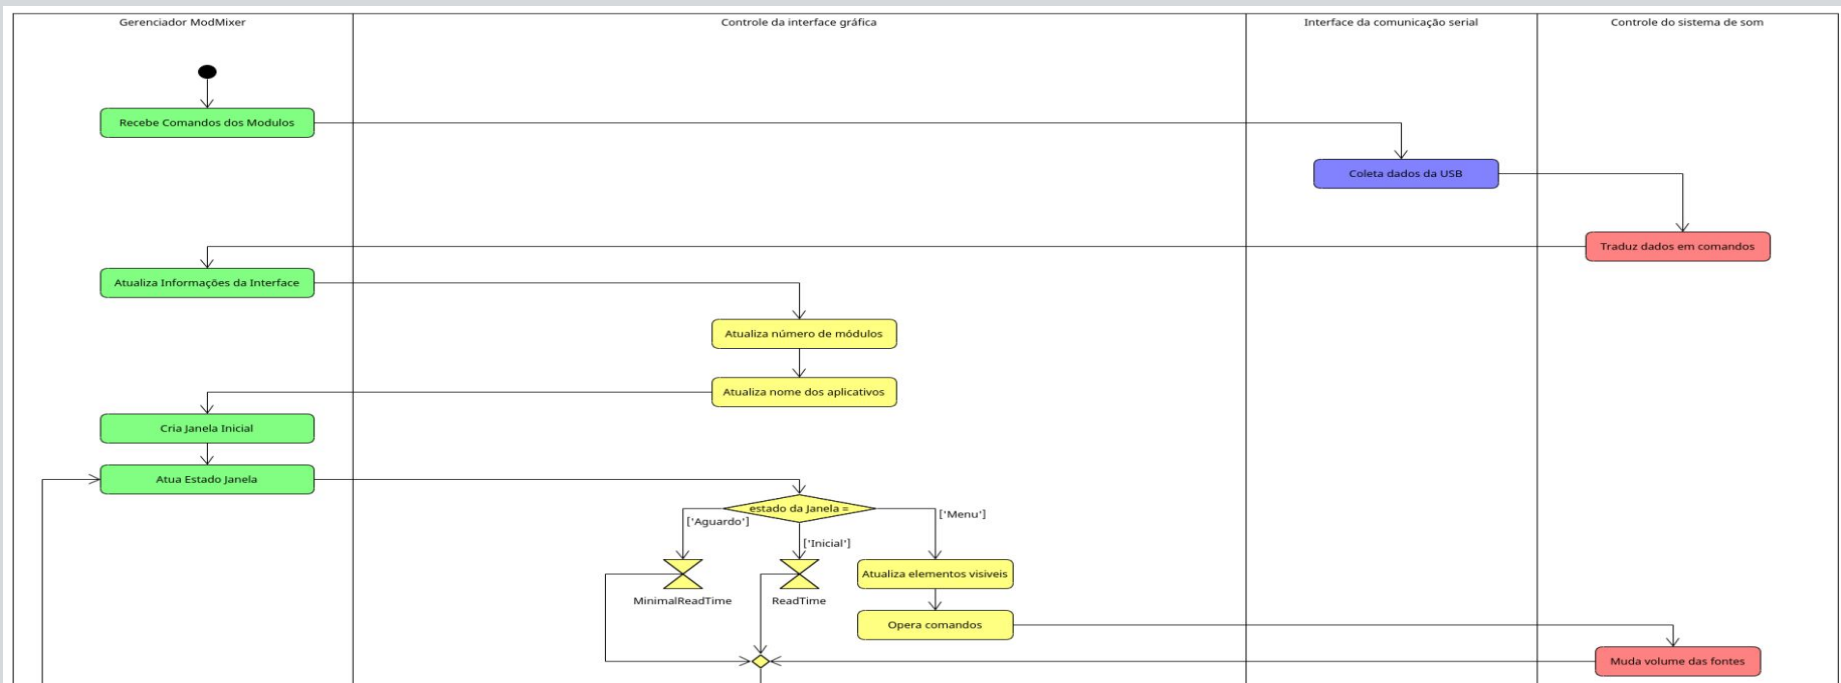 Gerenciador ModMixer
Controle da interface gráfica
Interface da comunicação serial
Controle do sistema de som
Recebe Comandos dos Modulos
Coleta dados da USB
Traduz dados em comandos
Atualiza Informações da Interface
Atualiza número de módulos
Atualiza nome dos aplicativos
Cria Janela Inicial
Atua Estado Janela
estado da Janela =
['Aguardo']
['Menu']
['Inicial']
Atualiza elementos visiveis
MinimalReadTime
ReadTime
Opera comandos
Muda volume das fontes